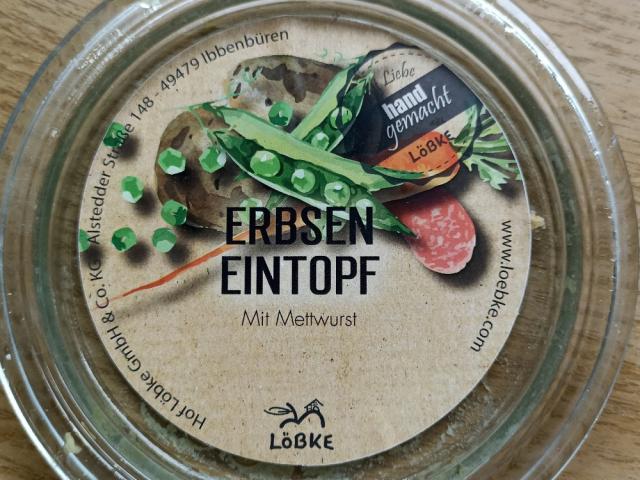 Hof Löbke GmbH & Co. KG · Alstedder Straße 148 · 49479 Ibbenbüren
Liebe
hand
gemacht
LÖBKE
ERBSEN
EINTOPF
Mit Mettwurst
www.loebke.com
LÖBKE